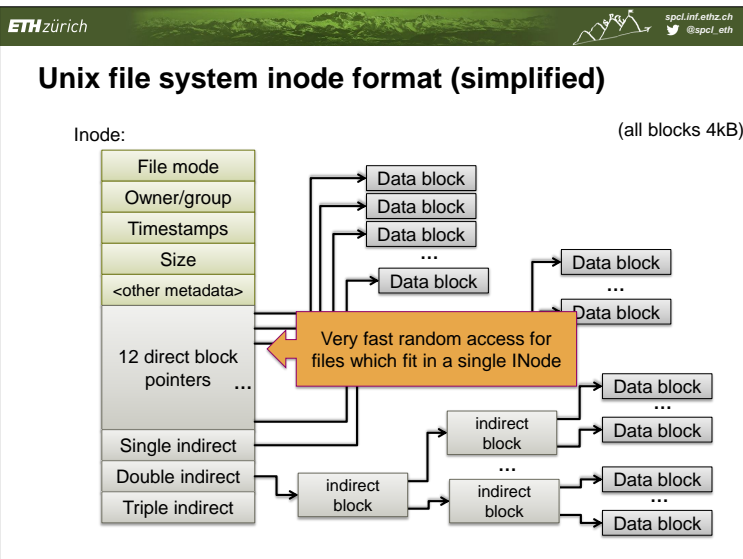 ETH zürich
spcl.inf.ethz.ch
@spcl_eth
Unix file system inode format (simplified)
Inode:
(all blocks 4kB)
File mode
Owner/group
Timestamps
Size
<other metadata>
12 direct block
pointers ...
Single indirect
Double indirect
Triple indirect
Data block
Data block
Data block
...
Data block
Data block
...
Data block
Very fast random access for
files which fit in a single INode
indirect
block
indirect
block
...
indirect
block
Data block
...
Data block
Data block
...
Data block